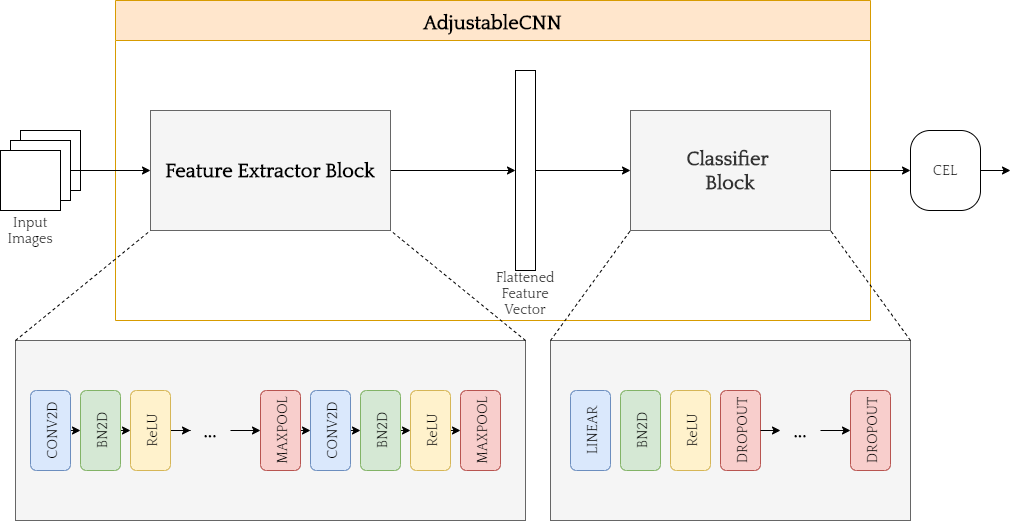 AdjustableCNN
Feature Extractor Block
Classifier
Block
CEL
Input
Images
Flattened
Feature
Vector
CONV2D
BN2D
ReLU
...
MAXPOOL
CONV2D
BN2D
ReLU
MAXPOOL
LINEAR
BN2D
ReLU
DROPOUT
...
DROPOUT